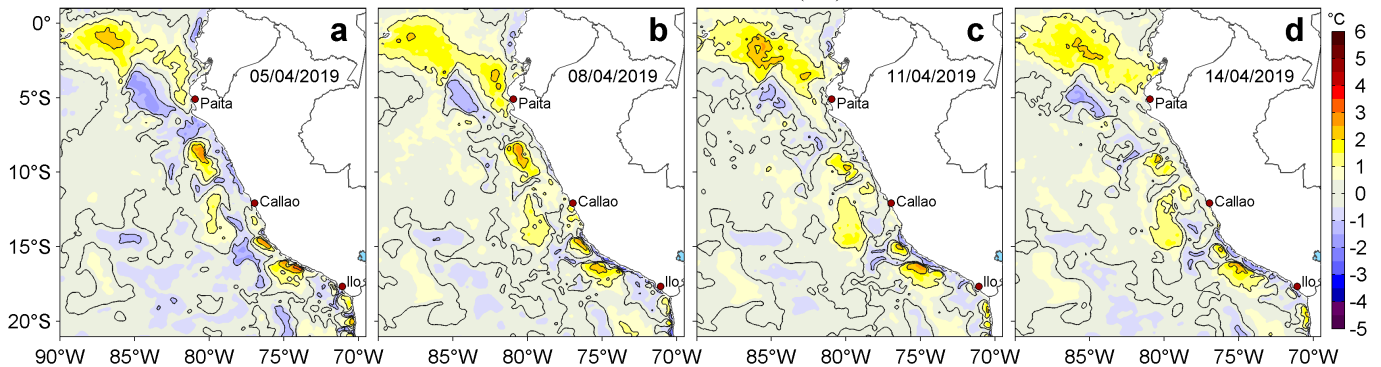 a b c d °C
0° 5°S 10°S 15°S 20°S
05/04/2019 08/04/2019 11/04/2019 14/04/2019
Paita Paita Paita Paita
Callao Callao Callao Callao
Ilo Ilo Ilo Ilo
90°W 85°W 80°W 75°W 70°W 85°W 80°W 75°W 70°W 85°W 80°W 75°W 70°W 85°W 80°W 75°W 70°W
6
5
4
3
2
1
0
-1
-2
-3
-4
-5